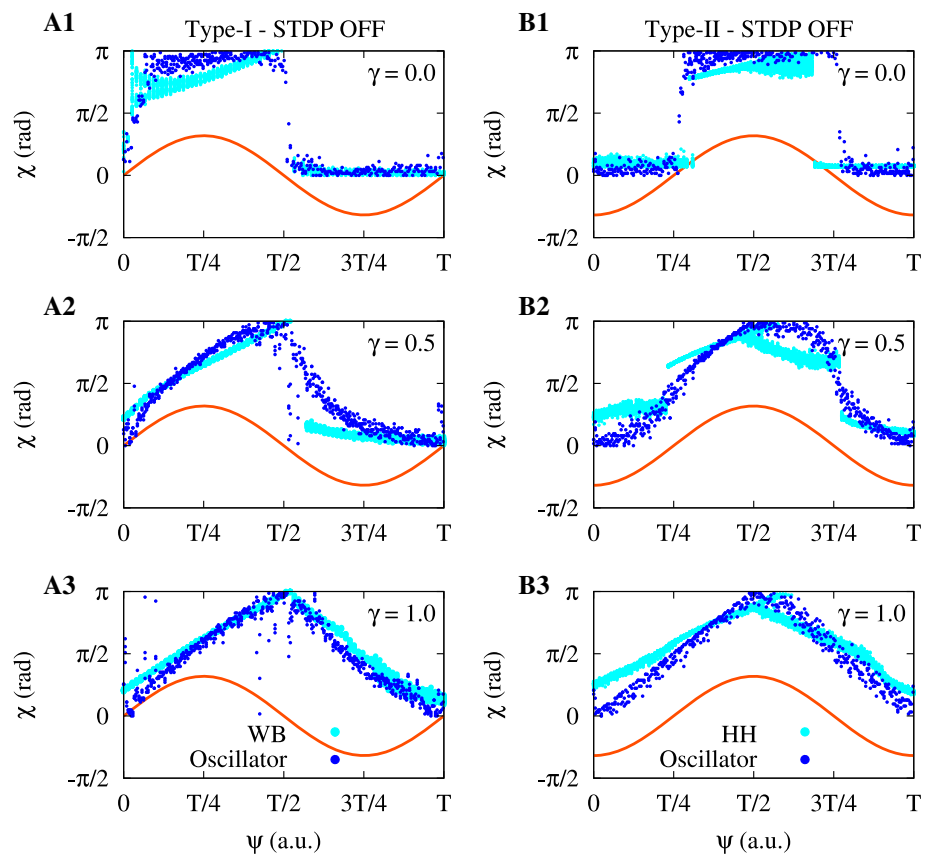 A1 Type-I - STDP OFF
γ = 0.0
π
π/2
0
-π/2
χ (rad)
0 T/4 T/2 3T/4 T
B1 Type-II - STDP OFF
γ = 0.0
π
π/2
0
-π/2
χ (rad)
0 T/4 T/2 3T/4 T
A2
γ = 0.5
π
π/2
0
-π/2
χ (rad)
0 T/4 T/2 3T/4 T
B2
γ = 0.5
π
π/2
0
-π/2
χ (rad)
0 T/4 T/2 3T/4 T
A3
γ = 1.0
π
π/2
0
-π/2
χ (rad)
WB
Oscillator
0 T/4 T/2 3T/4 T
ψ (a.u.)
B3
γ = 1.0
π
π/2
0
-π/2
χ (rad)
HH
Oscillator
0 T/4 T/2 3T/4 T
ψ (a.u.)